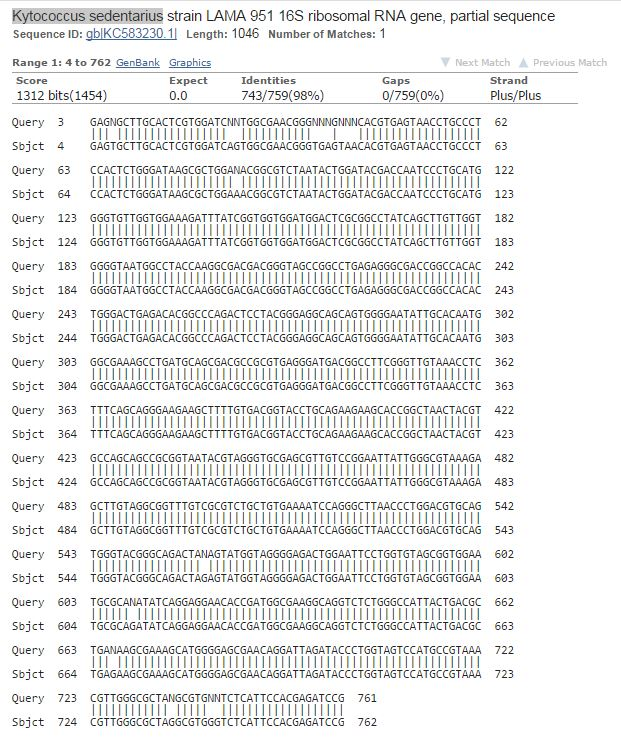 Kytococcus sedentarius strain LAMA 951 16S ribosomal RNA gene, partial sequence
Sequence ID: gb|KC583230.1| Length: 1046 Number of Matches: 1
Range 1: 4 to 762 GenBank Graphics ▼ Next Match ▲ Previous Match
Score Expect Identities Gaps Strand
1312 bits(1454) 0.0 743/759(98%) 0/759(0%) Plus/Plus
Query 3 GAGNGCTTGCACTCGTGGATCNNTGGCGAACGGGNNNGNNNCACGTGAGTAACCTGCCCT 62
Sbjct 4 GAGTGCTTGCACTCGTGGATCAGTGGCGAACGGGTGAGTAACACGTGAGTAACCTGCCCT 63
Query 63 CCACTCTGGGATAAGCGCTGGANACGGCGTCTAATACTGGATACGACCAATCCCTGCATG 122
Sbjct 64 CCACTCTGGGATAAGCGCTGGAAACGGCGTCTAATACTGGATACGACCAATCCCTGCATG 123
Query 123 GGGTGTTGGTGGAAAGATTTATCGGTGGTGGATGGACTCGCGGCCTATCAGCTTGTTGGT 182
Sbjct 124 GGGTGTTGGTGGAAAGATTTATCGGTGGTGGATGGACTCGCGGCCTATCAGCTTGTTGGT 183
Query 183 GGGGTAATGGCCTACCAAGGCGACGACGGGTAGCCGGCCTGAGAGGGCGACCGGCCACAC 242
Sbjct 184 GGGGTAATGGCCTACCAAGGCGACGACGGGTAGCCGGCCTGAGAGGGCGACCGGCCACAC 243
Query 243 TGGGACTGAGACACGGCCCAGACTCCTACGGGAGGCAGCAGTGGGGAATATTGCACAATG 302
Sbjct 244 TGGGACTGAGACACGGCCCAGACTCCTACGGGAGGCAGCAGTGGGGAATATTGCACAATG 303
Query 303 GGCGAAAGCCTGATGCAGCGACGCCGCGTGAGGGATGACGGCCTTCGGGTTGTAAACCTC 362
Sbjct 304 GGCGAAAGCCTGATGCAGCGACGCCGCGTGAGGGATGACGGCCTTCGGGTTGTAAACCTC 363
Query 363 TTTCAGCAGGGAAGAAGCTTTTGTGACGGTACCTGCAGAAGAAGCACCGGCTAACTACGT 422
Sbjct 364 TTTCAGCAGGGAAGAAGCTTTTGTGACGGTACCTGCAGAAGAAGCACCGGCTAACTACGT 423
Query 423 GCCAGCAGCCGCGGTAATACGTAGGGTGCGAGCGTTGTCCGGAATTATTGGGCGTAAAGA 482
Sbjct 424 GCCAGCAGCCGCGGTAATACGTAGGGTGCGAGCGTTGTCCGGAATTATTGGGCGTAAAGA 483
Query 483 GCTTGTAGGCGGTTTGTCGCGTCTGCTGTGAAAATCCAGGGCTTAACCCTGGACGTGCAG 542
Sbjct 484 GCTTGTAGGCGGTTTGTCGCGTCTGCTGTGAAAATCCAGGGCTTAACCCTGGACGTGCAG 543
Query 543 TGGGTACGGGCAGACTANAGTATGGTAGGGGAGACTGGAATTCCTGGTGTAGCGGTGGAA 602
Sbjct 544 TGGGTACGGGCAGACTAGAGTATGGTAGGGGAGACTGGAATTCCTGGTGTAGCGGTGGAA 603
Query 603 TGCGCANATATCAGGAGGAACACCGATGGCGAAGGCAGGTCTCTGGGCCATTACTGACGC 662
Sbjct 604 TGCGCAGATATCAGGAGGAACACCGATGGCGAAGGCAGGTCTCTGGGCCATTACTGACGC 663
Query 663 TGANAAGCGAAAGCATGGGGAGCGAACAGGATTAGATACCCTGGTAGTCCATGCCGTAAA 722
Sbjct 664 TGAGAAGCGAAAGCATGGGGAGCGAACAGGATTAGATACCCTGGTAGTCCATGCCGTAAA 723
Query 723 CGTTGGGCGCTANGCGTGNNTCTCATTCCACGAGATCCG 761
Sbjct 724 CGTTGGGCGCTAGGCGTGGGTCTCATTCCACGAGATCCG 762